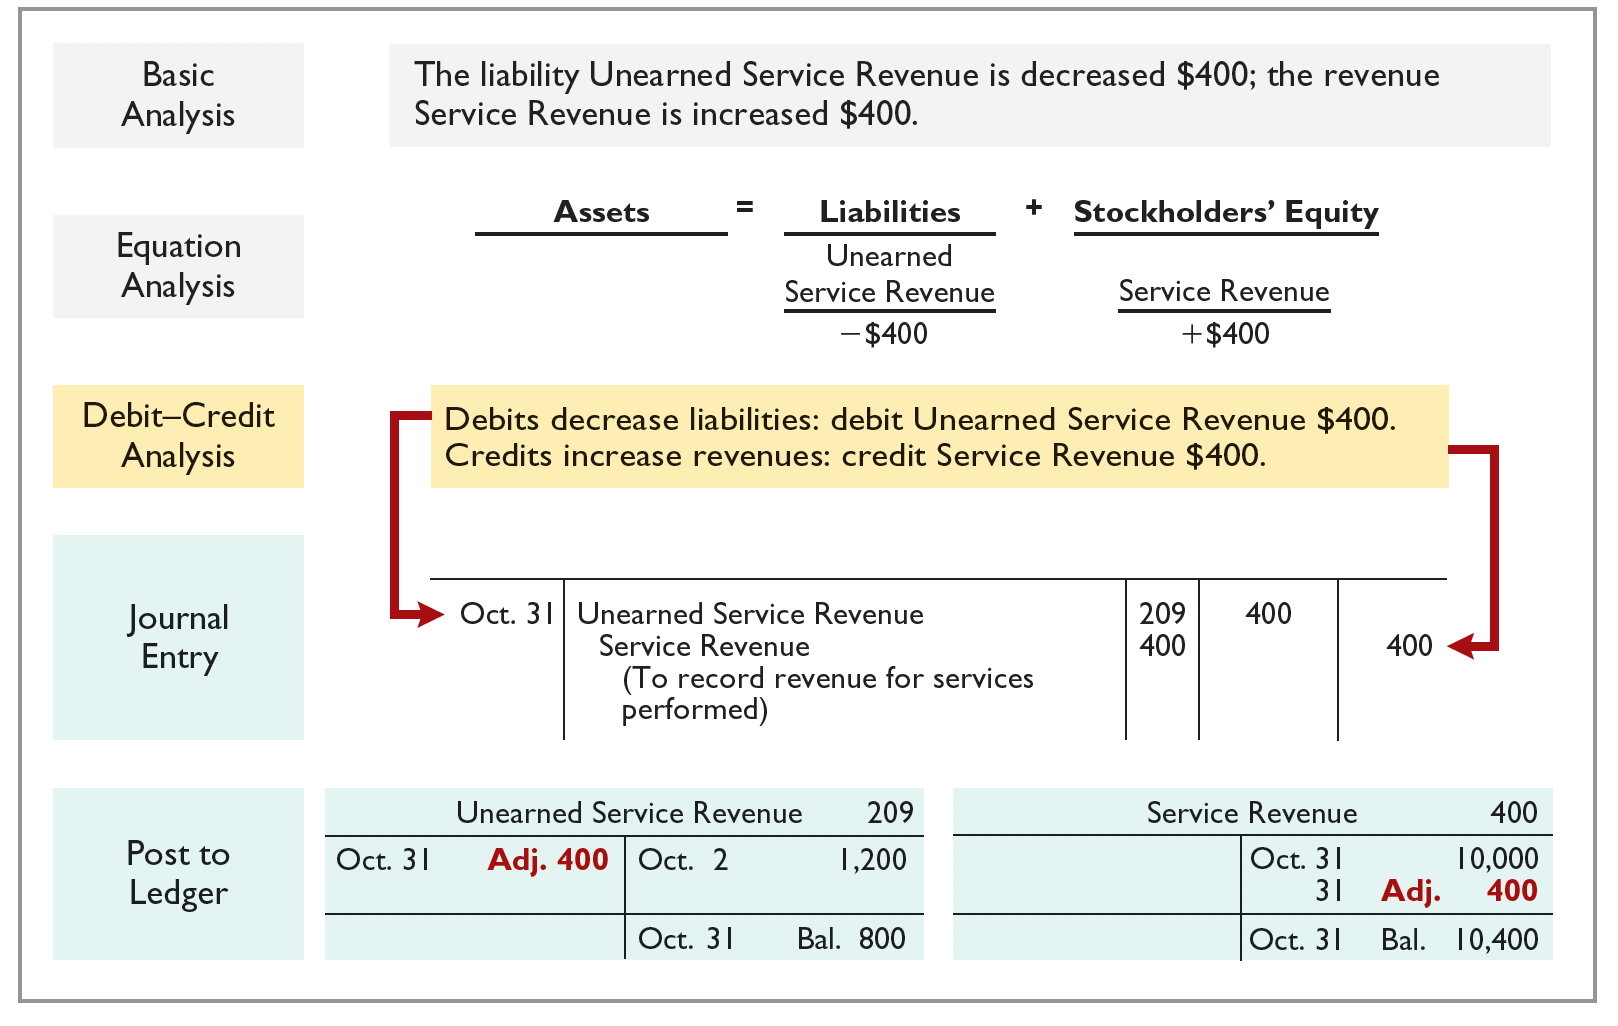 Basic
Analysis
The liability Unearned Service Revenue is decreased $400; the revenue
Service Revenue is increased $400.
Equation
Analysis
Assets = Liabilities + Stockholders’ Equity
Unearned
Service Revenue Service Revenue
−$400 +$400
Debit–Credit
Analysis
Debits decrease liabilities: debit Unearned Service Revenue $400.
Credits increase revenues: credit Service Revenue $400.
Journal
Entry
Oct. 31 Unearned Service Revenue 209 400
Service Revenue 400 400
(To record revenue for services
performed)
Post to
Ledger
Unearned Service Revenue 209
Oct. 31 Adj. 400 Oct. 2 1,200
Oct. 31 Bal. 800
Service Revenue 400
Oct. 31 10,000
31 Adj. 400
Oct. 31 Bal. 10,400